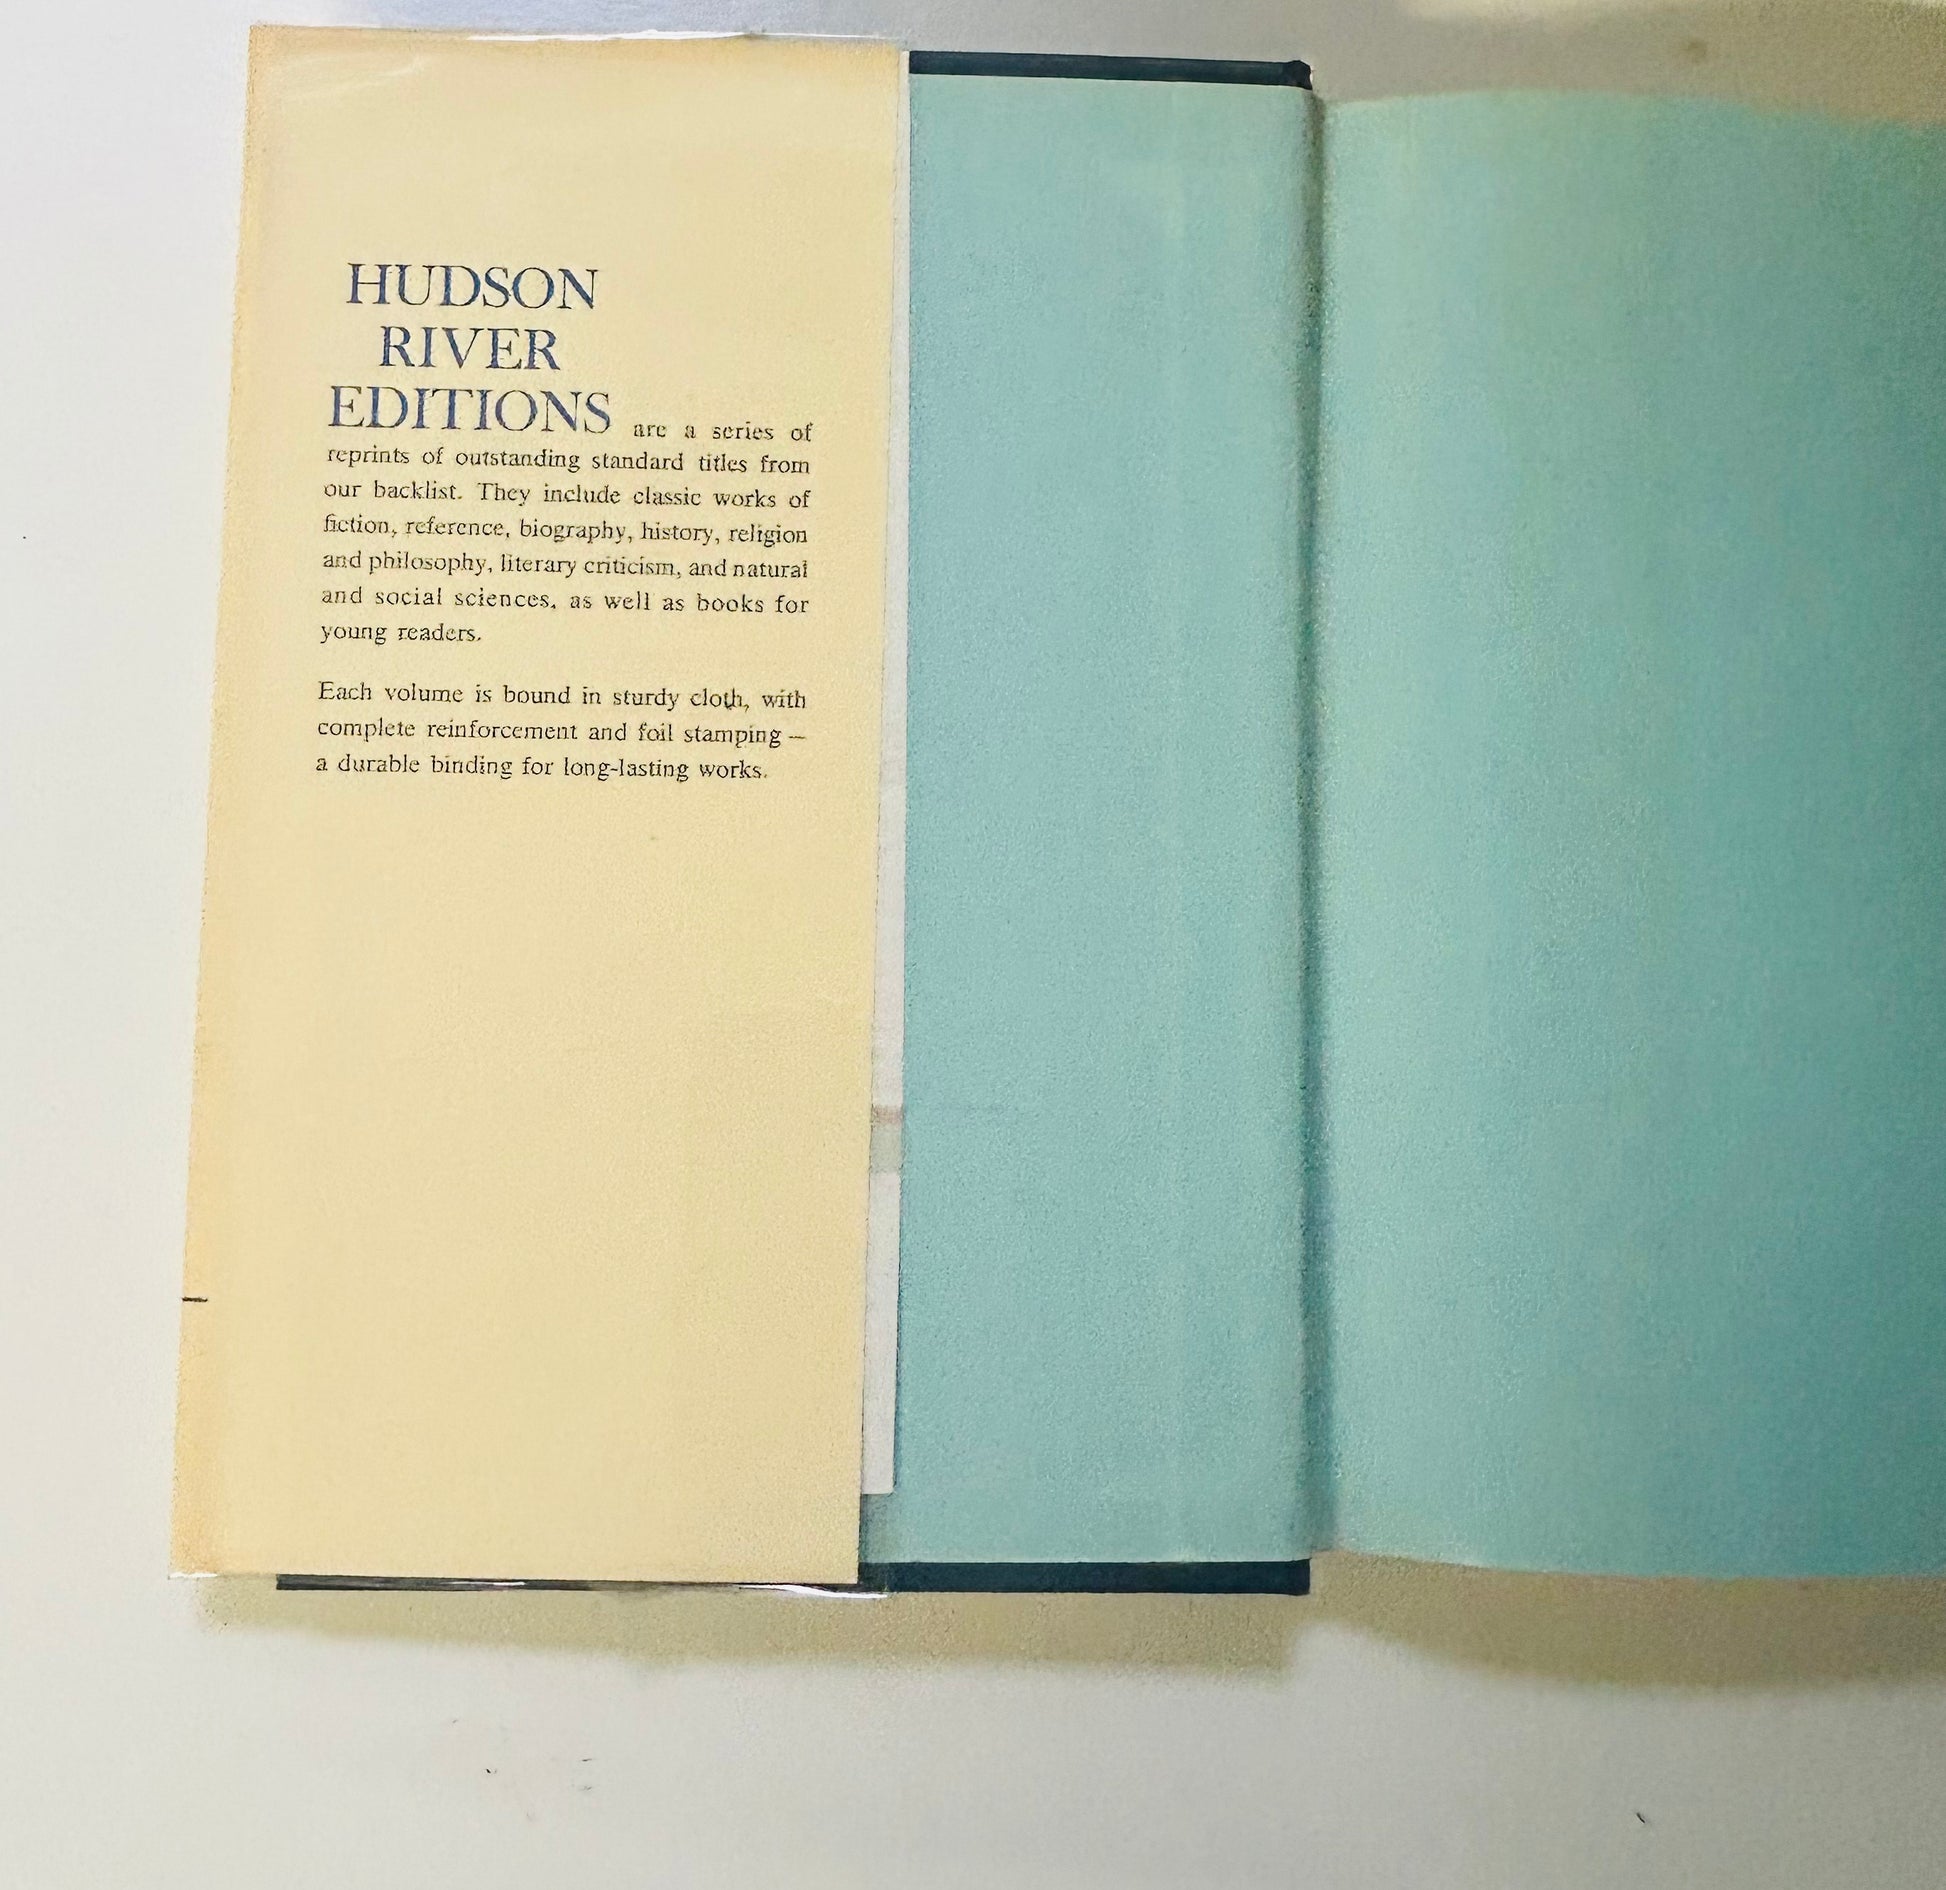 HUDSON
RIVER
EDITIONS are a series of
reprints of outstanding standard titles from
our backlist. They include classic works of
fiction, reference, biography, history, religion
and philosophy, literary criticism, and natural
and social sciences, as well as books for
young readers.
Each volume is bound in sturdy cloth, with
complete reinforcement and foil stamping —
a durable binding for long-lasting works.